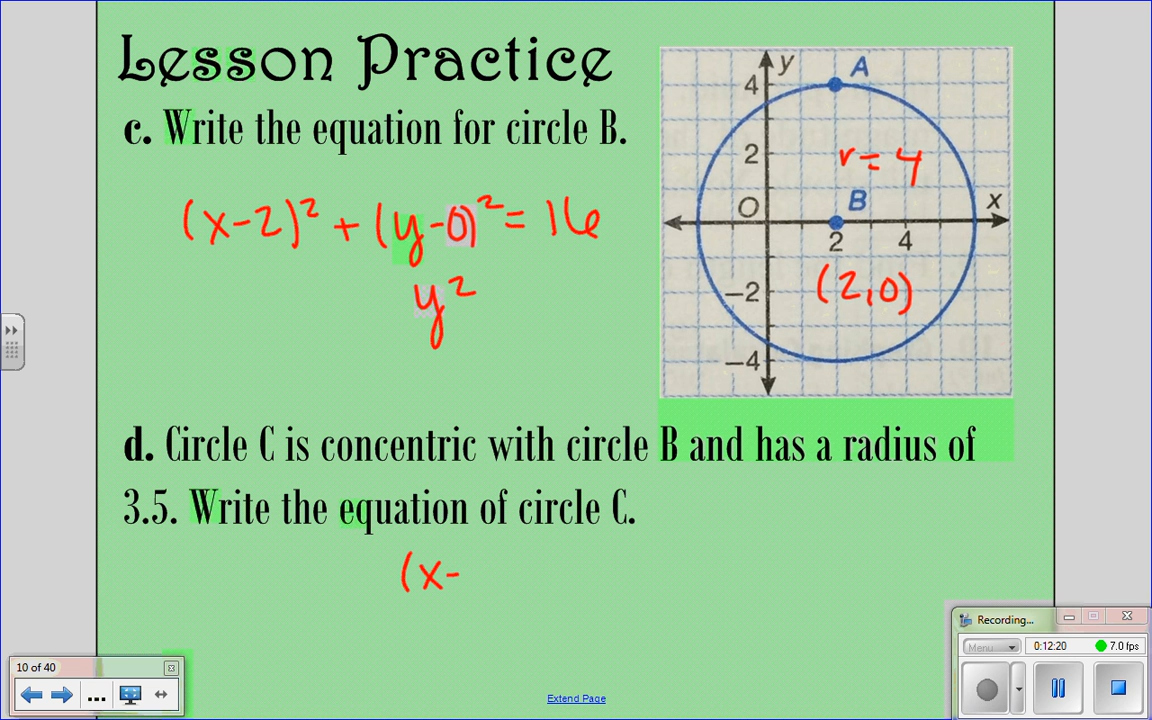 Lesson Practice
c. Write the equation for circle B.
(x-2)² + (y-0)² = 16
y²
y
A
4
2
r = 4
B
O
x
2
4
(2,0)
-2
-4
d. Circle C is concentric with circle B and has a radius of
3.5. Write the equation of circle C.
(x-
Recording...
Menu
0:12:20
7.0 fps
10 of 40
...
Extend Page